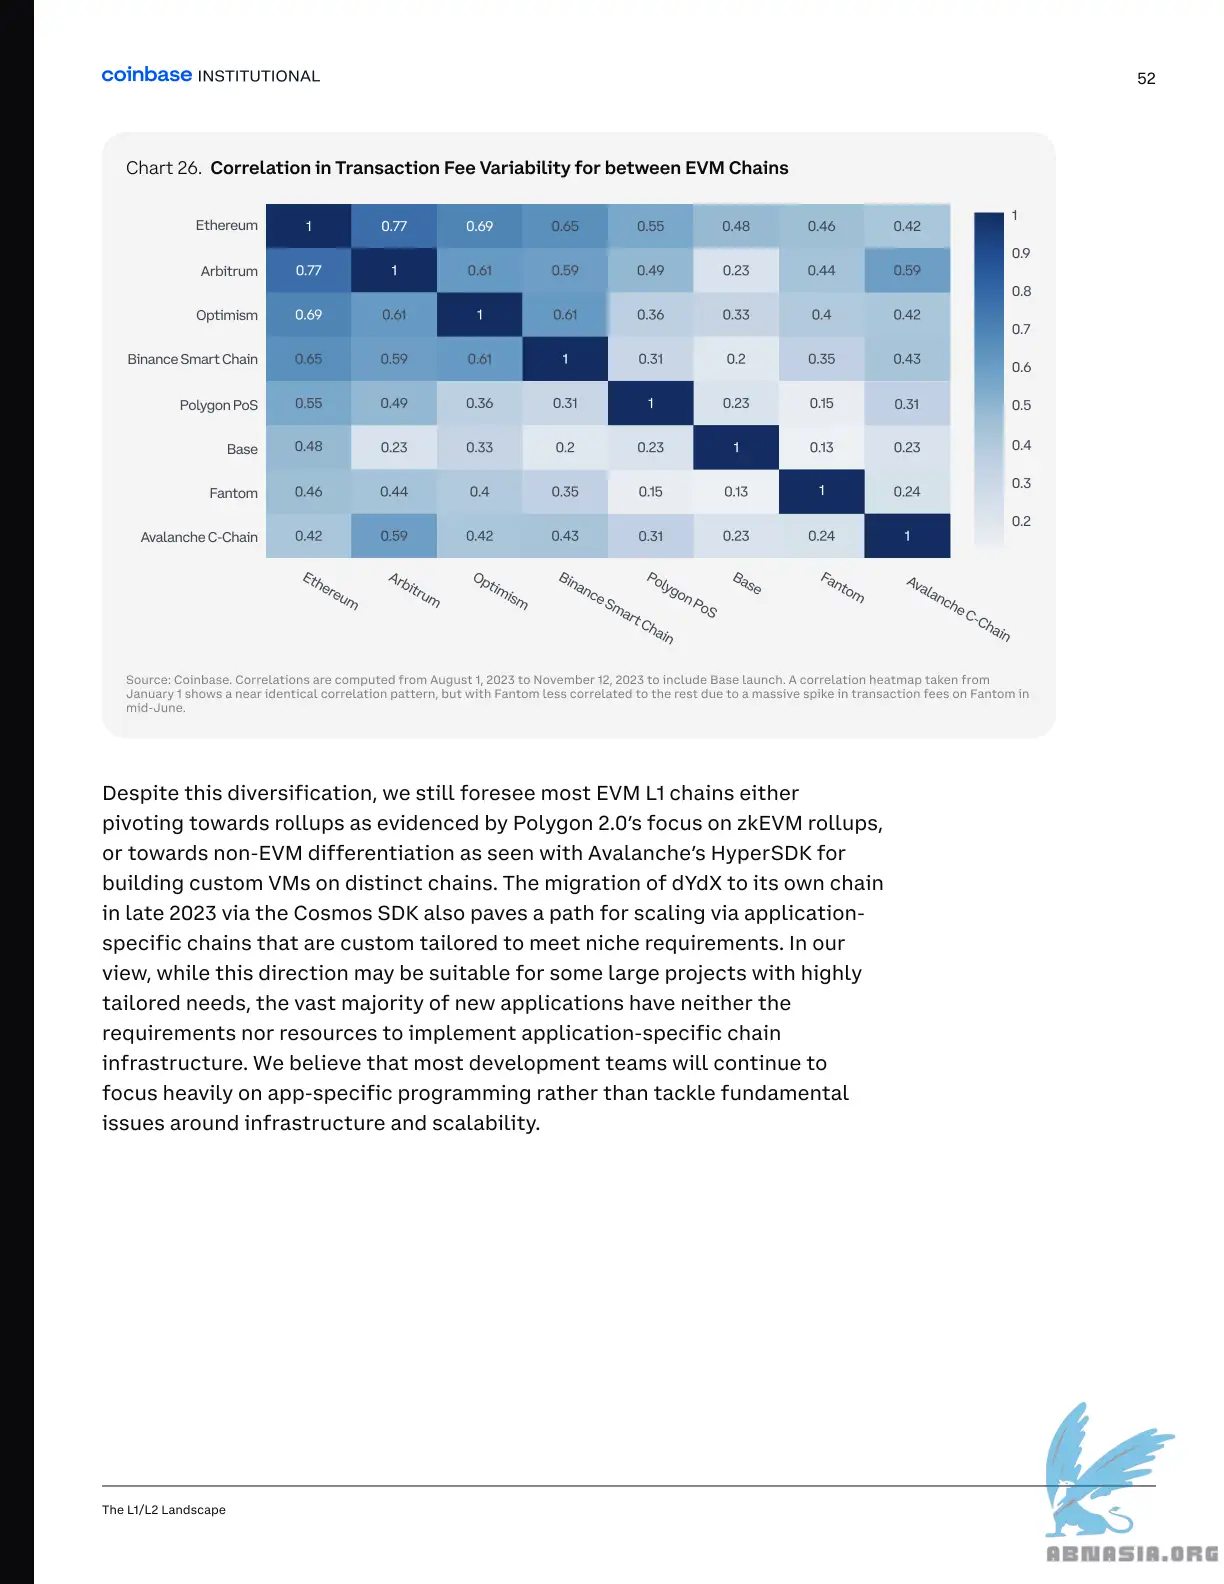 coinbase INSTITUTIONAL
52
Chart 26. Correlation in Transaction Fee Variability for between EVM Chains
Ethereum 1 0.77 0.69 0.65 0.55 0.48 0.46 0.42
Arbitrum 0.77 1 0.61 0.59 0.49 0.23 0.44 0.59
Optimism 0.69 0.61 1 0.61 0.36 0.33 0.4 0.42
Binance Smart Chain 0.65 0.59 0.61 1 0.31 0.2 0.35 0.43
Polygon PoS 0.55 0.49 0.36 0.31 1 0.23 0.15 0.31
Base 0.48 0.23 0.33 0.2 0.23 1 0.13 0.23
Fantom 0.46 0.44 0.4 0.35 0.15 0.13 1 0.24
Avalanche C-Chain 0.42 0.59 0.42 0.43 0.31 0.23 0.24 1
Ethereum Arbitrum Optimism Binance Smart Chain Polygon PoS Base Fantom Avalanche C-Chain
1
0.9
0.8
0.7
0.6
0.5
0.4
0.3
0.2
Source: Coinbase. Correlations are computed from August 1, 2023 to November 12, 2023 to include Base launch. A correlation heatmap taken from
January 1 shows a near identical correlation pattern, but with Fantom less correlated to the rest due to a massive spike in transaction fees on Fantom in
mid-June.
Despite this diversification, we still foresee most EVM L1 chains either
pivoting towards rollups as evidenced by Polygon 2.0’s focus on zkEVM rollups,
or towards non-EVM differentiation as seen with Avalanche’s HyperSDK for
building custom VMs on distinct chains. The migration of dYdX to its own chain
in late 2023 via the Cosmos SDK also paves a path for scaling via application-
specific chains that are custom tailored to meet niche requirements. In our
view, while this direction may be suitable for some large projects with highly
tailored needs, the vast majority of new applications have neither the
requirements nor resources to implement application-specific chain
infrastructure. We believe that most development teams will continue to
focus heavily on app-specific programming rather than tackle fundamental
issues around infrastructure and scalability.
The L1/L2 Landscape
ABNASIA.ORG